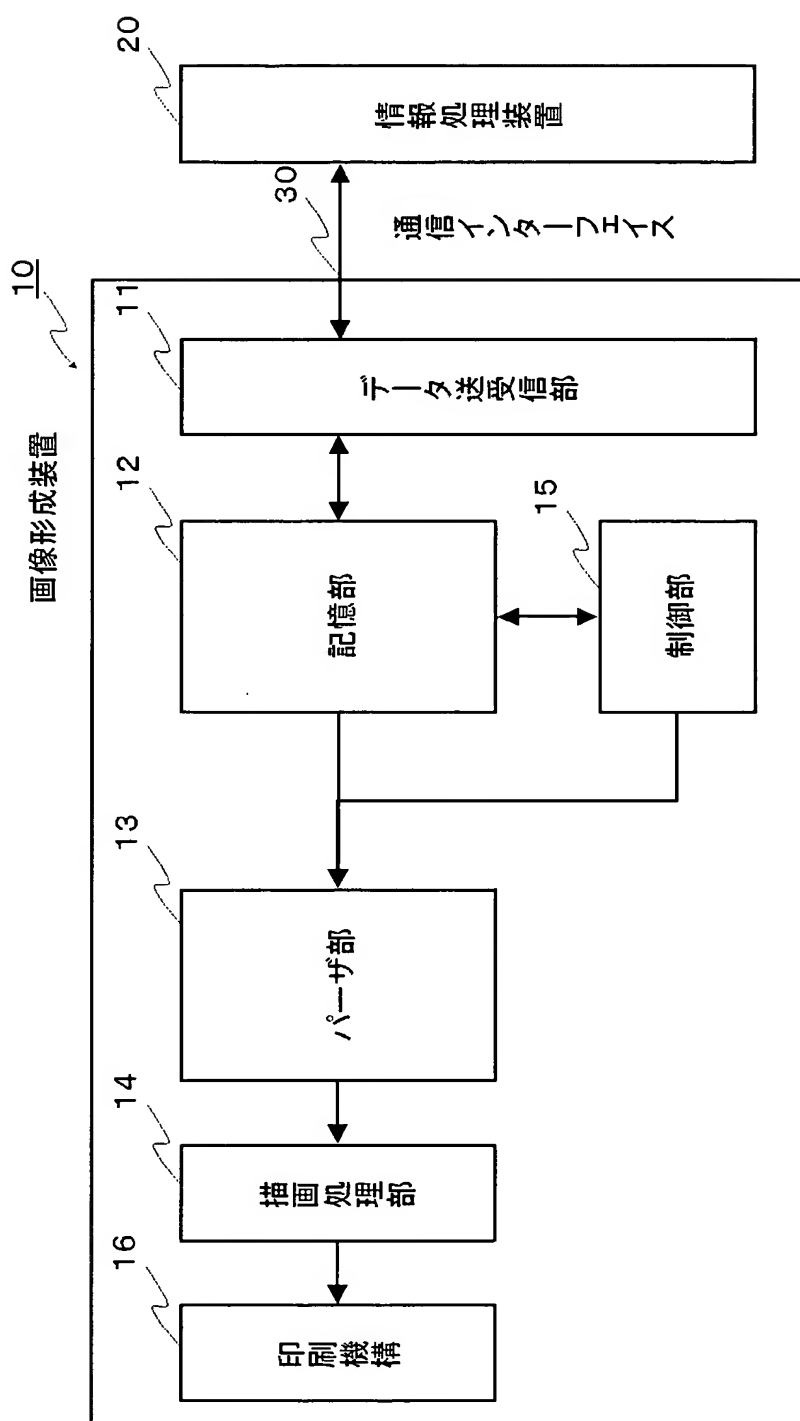 画像形成装置
10
16
印刷機構
14
描画処理部
13
パーザ部
12
記憶部
15
制御部
11
データ送受信部
30
通信インターフェイス
20
情報処理装置